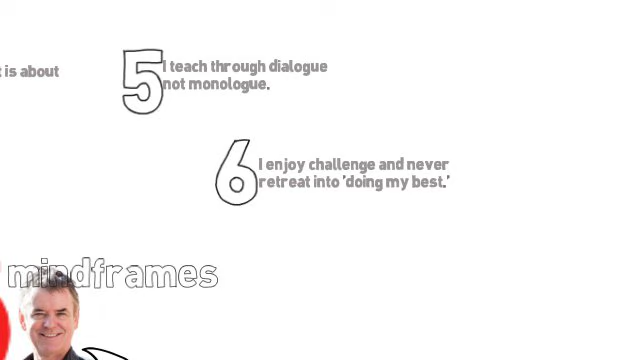 t is about
5 I teach through dialogue
not monologue.
6 I enjoy challenge and never
retreat into 'doing my best.'
mindframes